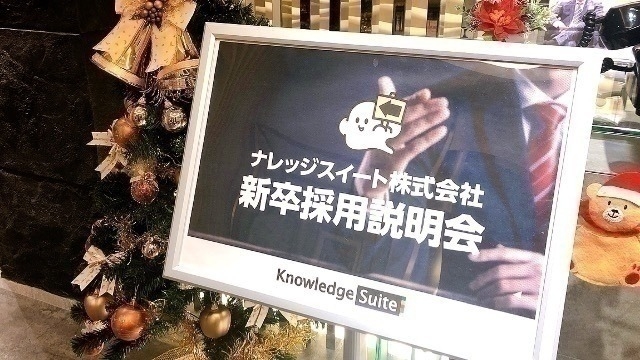 ナレッジスイート株式会社
新卒採用説明会
Knowledge Suite